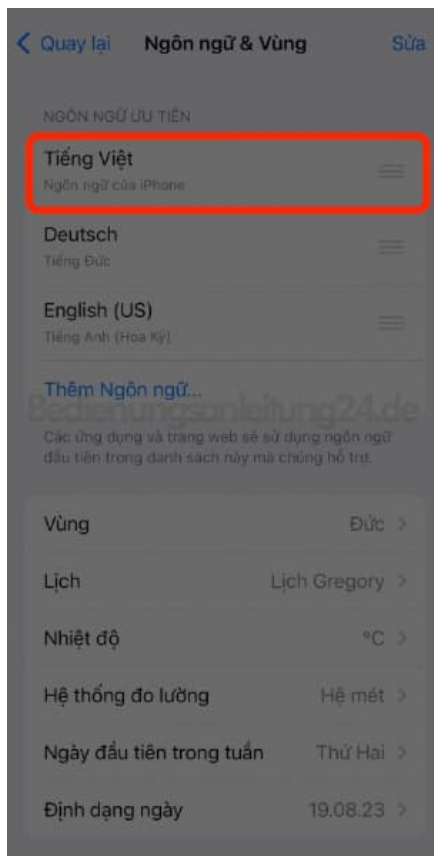 Quay lại Ngôn ngữ & Vùng Sửa
NGÔN NGỮ ƯU TIÊN
Tiếng Việt
Ngôn ngữ của iPhone
Deutsch
Tiếng Đức
English (US)
Tiếng Anh (Hoa Kỳ)
Thêm Ngôn ngữ...
Bedienungsanleitung24.de
Các ứng dụng và trang web sẽ sử dụng ngôn ngữ
đầu tiên trong danh sách này mà chúng hỗ trợ.
Vùng Đức
Lịch Lịch Gregory
Nhiệt độ °C
Hệ thống đo lường Hệ mét
Ngày đầu tiên trong tuần Thứ Hai
Định dạng ngày 19.08.23